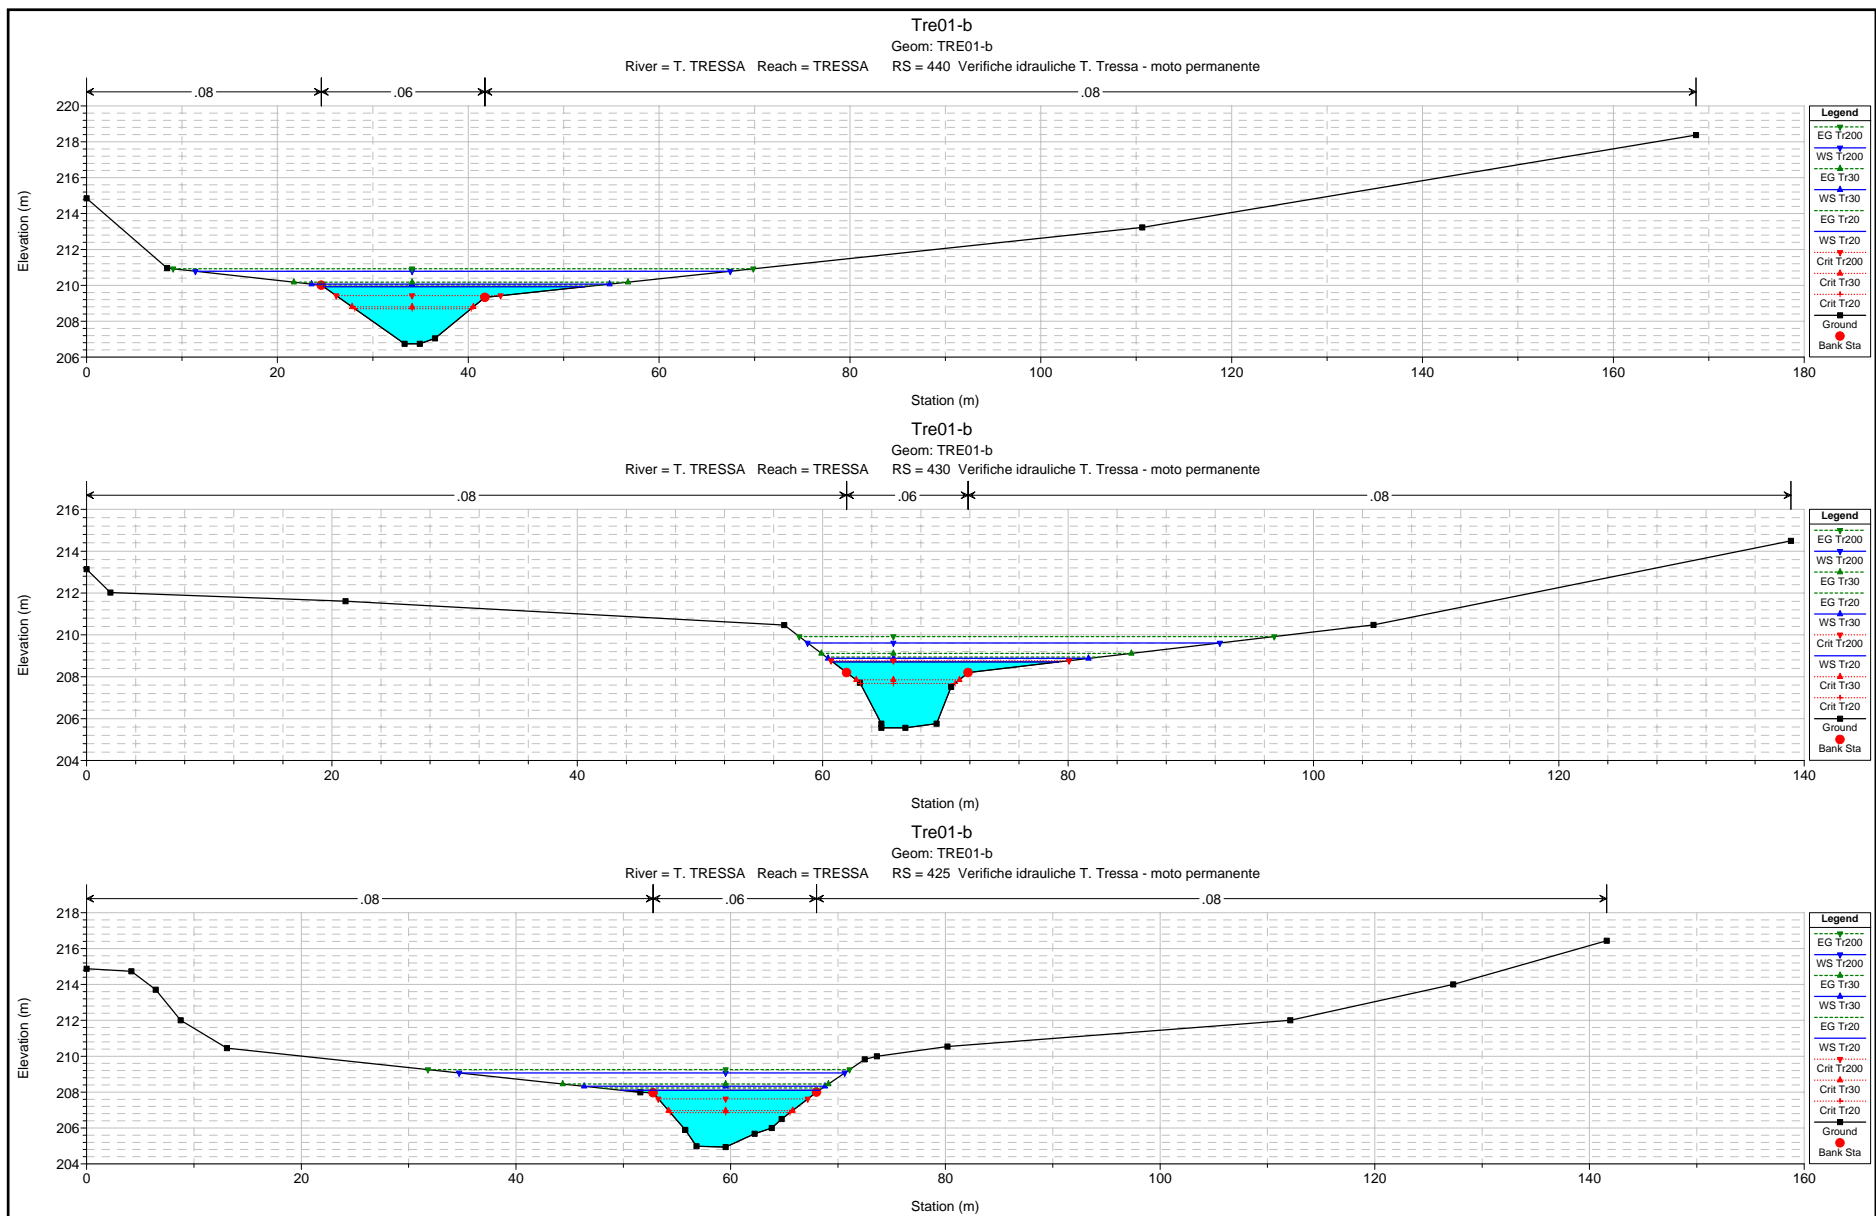 Tre01-b
Geom: TRE01-b
River = T. TRESSA Reach = TRESSA RS = 440 Verifiche idrauliche T. Tressa - moto permanente
.08 .06 .08
220
218
216
214
212
210
208
206
Elevation (m)
0 20 40 60 80 100 120 140 160 180
Station (m)
Legend
EG Tr200
WS Tr200
EG Tr30
WS Tr30
EG Tr20
WS Tr20
Crit Tr200
Crit Tr30
Crit Tr20
Ground
Bank Sta
Tre01-b
Geom: TRE01-b
River = T. TRESSA Reach = TRESSA RS = 430 Verifiche idrauliche T. Tressa - moto permanente
.08 .06 .08
216
214
212
210
208
206
204
Elevation (m)
0 20 40 60 80 100 120 140
Station (m)
Legend
EG Tr200
WS Tr200
EG Tr30
EG Tr20
WS Tr30
Crit Tr200
WS Tr20
Crit Tr30
Crit Tr20
Ground
Bank Sta
Tre01-b
Geom: TRE01-b
River = T. TRESSA Reach = TRESSA RS = 425 Verifiche idrauliche T. Tressa - moto permanente
.08 .06 .08
218
216
214
212
210
208
206
204
Elevation (m)
0 20 40 60 80 100 120 140 160
Station (m)
Legend
EG Tr200
WS Tr200
EG Tr30
WS Tr30
EG Tr20
WS Tr20
Crit Tr200
Crit Tr30
Crit Tr20
Ground
Bank Sta